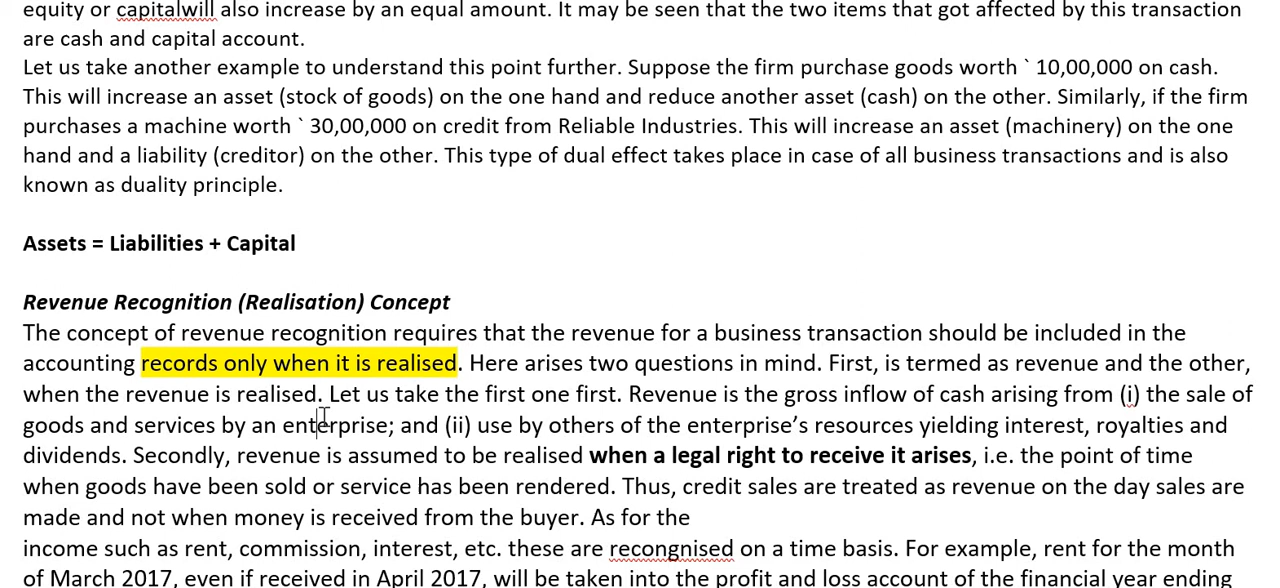 equity or capitalwill also increase by an equal amount. It may be seen that the two items that got affected by this transaction
are cash and capital account.
Let us take another example to understand this point further. Suppose the firm purchase goods worth ` 10,00,000 on cash.
This will increase an asset (stock of goods) on the one hand and reduce another asset (cash) on the other. Similarly, if the firm
purchases a machine worth ` 30,00,000 on credit from Reliable Industries. This will increase an asset (machinery) on the one
hand and a liability (creditor) on the other. This type of dual effect takes place in case of all business transactions and is also
known as duality principle.
Assets = Liabilities + Capital
Revenue Recognition (Realisation) Concept
The concept of revenue recognition requires that the revenue for a business transaction should be included in the
accounting records only when it is realised. Here arises two questions in mind. First, is termed as revenue and the other,
when the revenue is realised. Let us take the first one first. Revenue is the gross inflow of cash arising from (i) the sale of
goods and services by an enterprise; and (ii) use by others of the enterprise’s resources yielding interest, royalties and
dividends. Secondly, revenue is assumed to be realised when a legal right to receive it arises, i.e. the point of time
when goods have been sold or service has been rendered. Thus, credit sales are treated as revenue on the day sales are
made and not when money is received from the buyer. As for the
income such as rent, commission, interest, etc. these are recongnised on a time basis. For example, rent for the month
of March 2017, even if received in April 2017, will be taken into the profit and loss account of the financial year ending